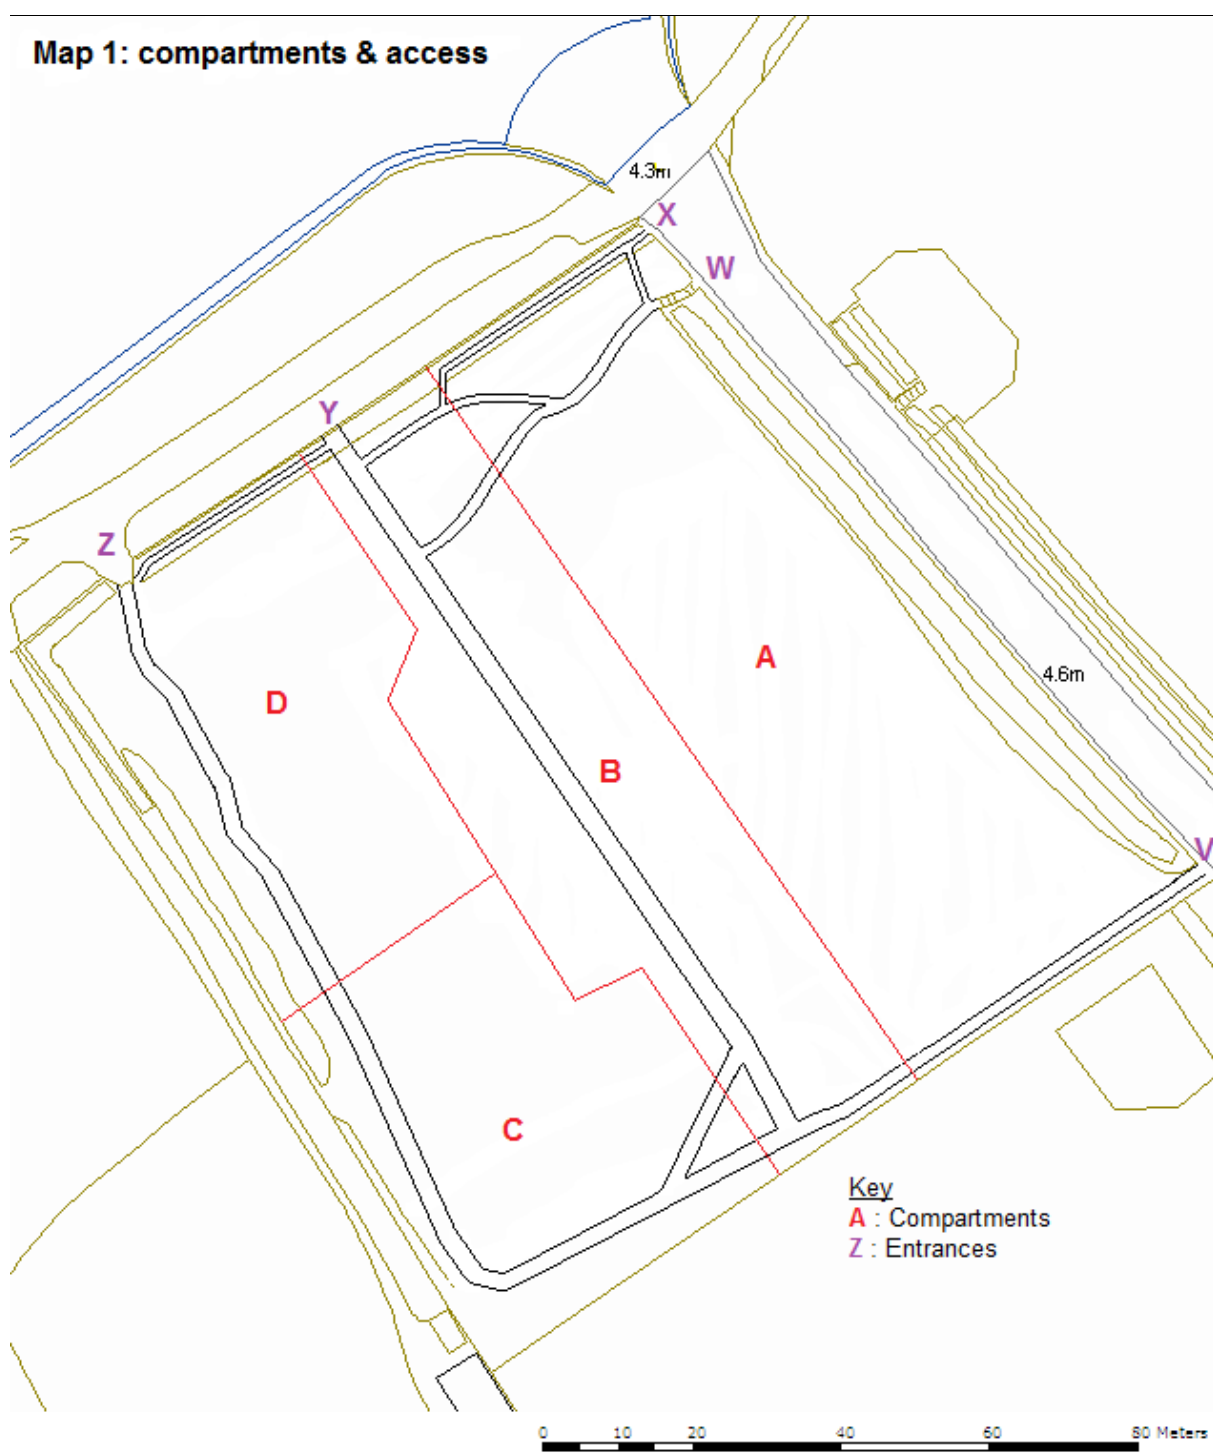 Map 1: compartments & access
4.3m
X
W
Y
Z
A
4.6m
D
B
V
C
Key
A : Compartments
Z : Entrances
0 10 20 40 60 80 Meters